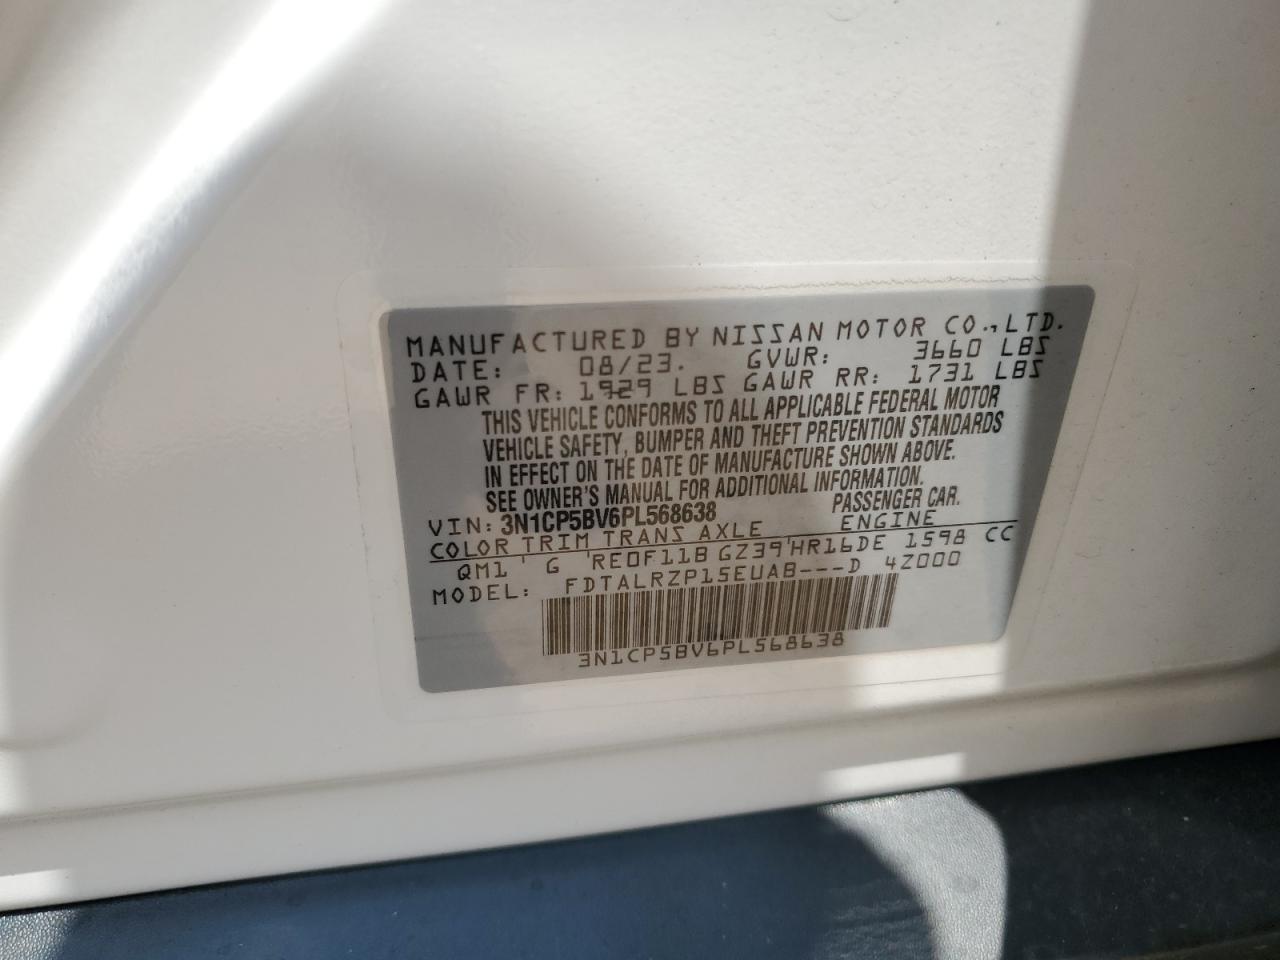 MANUFACTURED BY NISSAN MOTOR CO.,LTD.
DATE: 08/23. GVWR: 3660 LBS
GAWR FR: 1929 LBS GAWR RR: 1731 LBS
THIS VEHICLE CONFORMS TO ALL APPLICABLE FEDERAL MOTOR
VEHICLE SAFETY, BUMPER AND THEFT PREVENTION STANDARDS
IN EFFECT ON THE DATE OF MANUFACTURE SHOWN ABOVE.
SEE OWNER'S MANUAL FOR ADDITIONAL INFORMATION.
VIN: 3N1CP5BV6PL568638 PASSENGER CAR.
COLOR TRIM TRANS AXLE ENGINE
QM1 ' G 'RE0F11B GZ39'HR16DE 1598 CC
MODEL: FDTALRZP15EUAB---D 4Z000
3N1CP5BV6PL568638